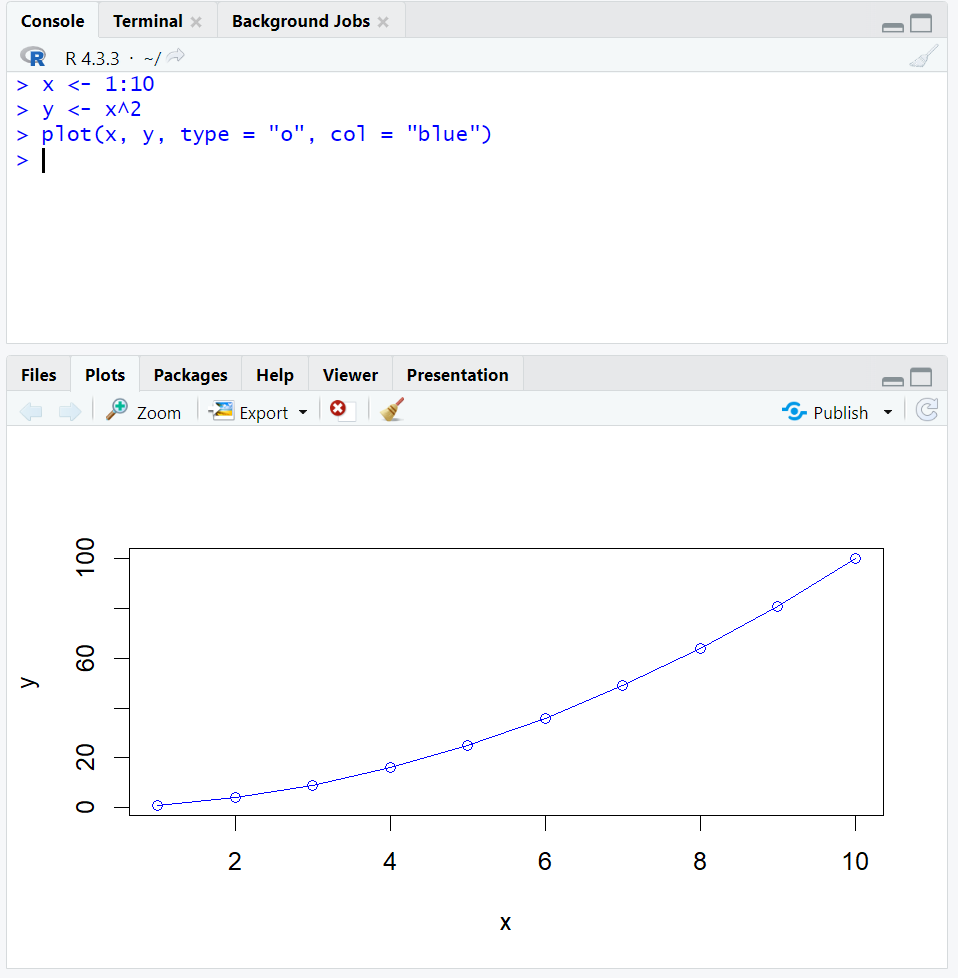 Console Terminal Background Jobs
R R 4.3.3 · ~/
> x <- 1:10
> y <- x^2
> plot(x, y, type = "o", col = "blue")
>
Files Plots Packages Help Viewer Presentation
Zoom Export Publish
100
60
20
0
y
2 4 6 8 10
x